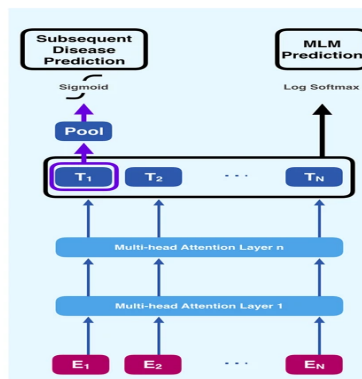 Subsequent
Disease
Prediction
MLM
Prediction
Sigmoid
Log Softmax
Pool
T1 T2 ... TN
Multi-head Attention Layer n
Multi-head Attention Layer 1
E1 E2 ... EN